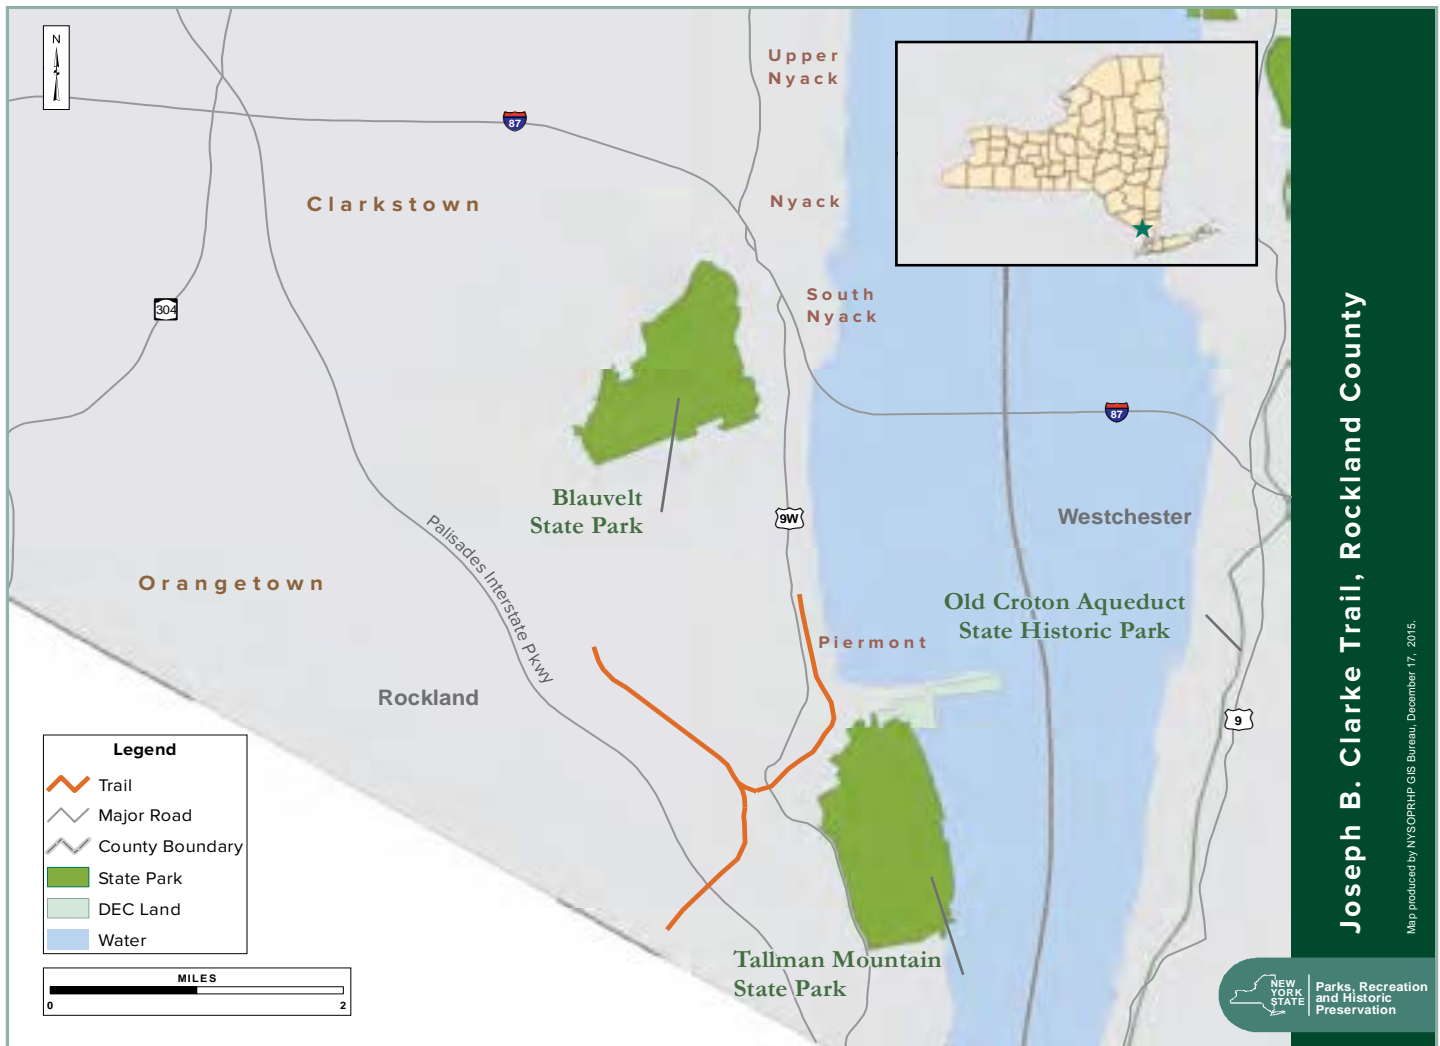 N
Upper
Nyack
87
Clarkstown
Nyack
304
South
Nyack
87
Blauvelt
State Park
9W
Westchester
Palisades Interstate Pkwy
Orangetown
Old Croton Aqueduct
State Historic Park
Piermont
Rockland
9
Legend
Trail
Major Road
County Boundary
State Park
DEC Land
Water
MILES
0 2
Tallman Mountain
State Park
Joseph B. Clarke Trail, Rockland County
Map produced by NYSOPRHP GIS Bureau, December 17, 2015.
NEW
YORK
STATE
Parks, Recreation
and Historic
Preservation